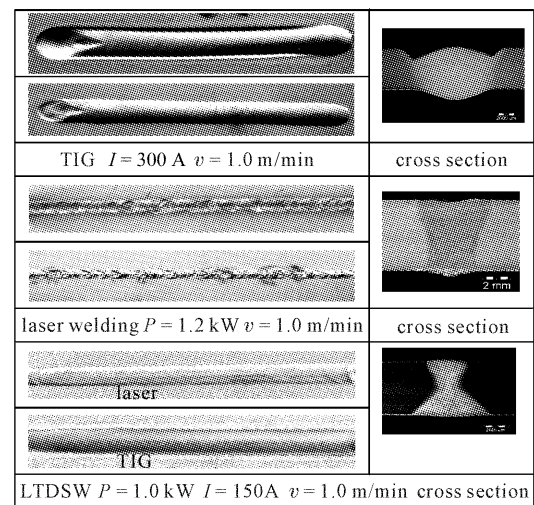 TIG I = 300 A v = 1.0 m/min
cross section
2 mm
laser welding P = 1.2 kW v = 1.0 m/min
cross section
laser
TIG
LTDSW P = 1.0 kW I = 150A v = 1.0 m/min cross section